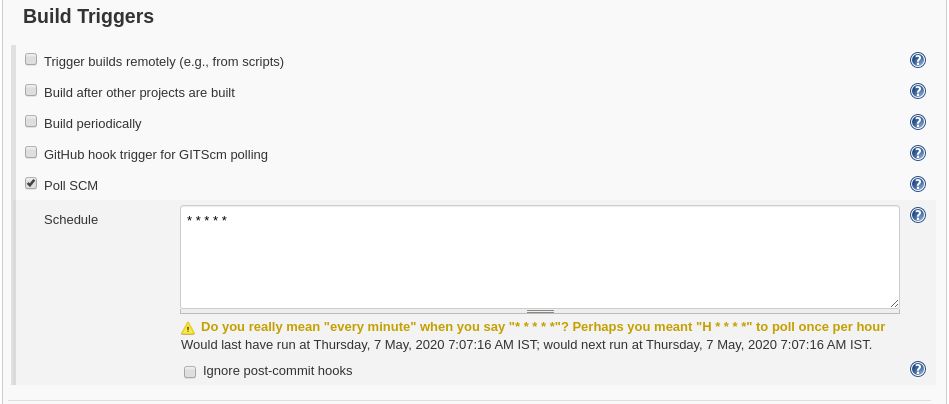 Build Triggers
Trigger builds remotely (e.g., from scripts)
Build after other projects are built
Build periodically
GitHub hook trigger for GITScm polling
Poll SCM
Schedule
* * * * *
Do you really mean "every minute" when you say "* * * * *"? Perhaps you meant "H * * * *" to poll once per hour
Would last have run at Thursday, 7 May, 2020 7:07:16 AM IST; would next run at Thursday, 7 May, 2020 7:07:16 AM IST.
Ignore post-commit hooks